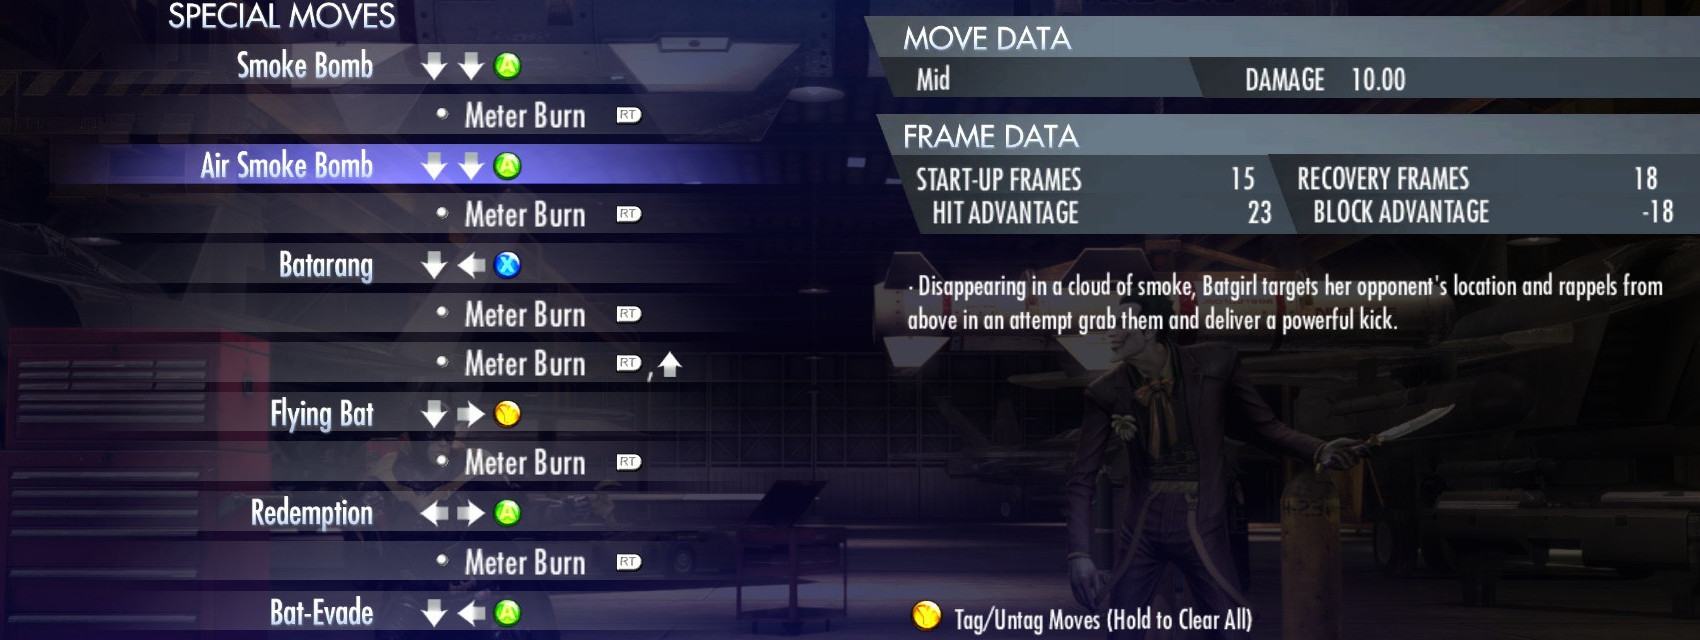 SPECIAL MOVES
Smoke Bomb A
Meter Burn RT
Air Smoke Bomb A
Meter Burn RT
Batarang X
Meter Burn RT
Meter Burn RT ,
Flying Bat Y
Meter Burn RT
Redemption A
Meter Burn RT
Bat-Evade A
MOVE DATA
Mid DAMAGE 10.00
FRAME DATA
START-UP FRAMES 15 RECOVERY FRAMES 18
HIT ADVANTAGE 23 BLOCK ADVANTAGE -18
· Disappearing in a cloud of smoke, Batgirl targets her opponent's location and rappels from
above in an attempt grab them and deliver a powerful kick.
Y Tag/Untag Moves (Hold to Clear All)